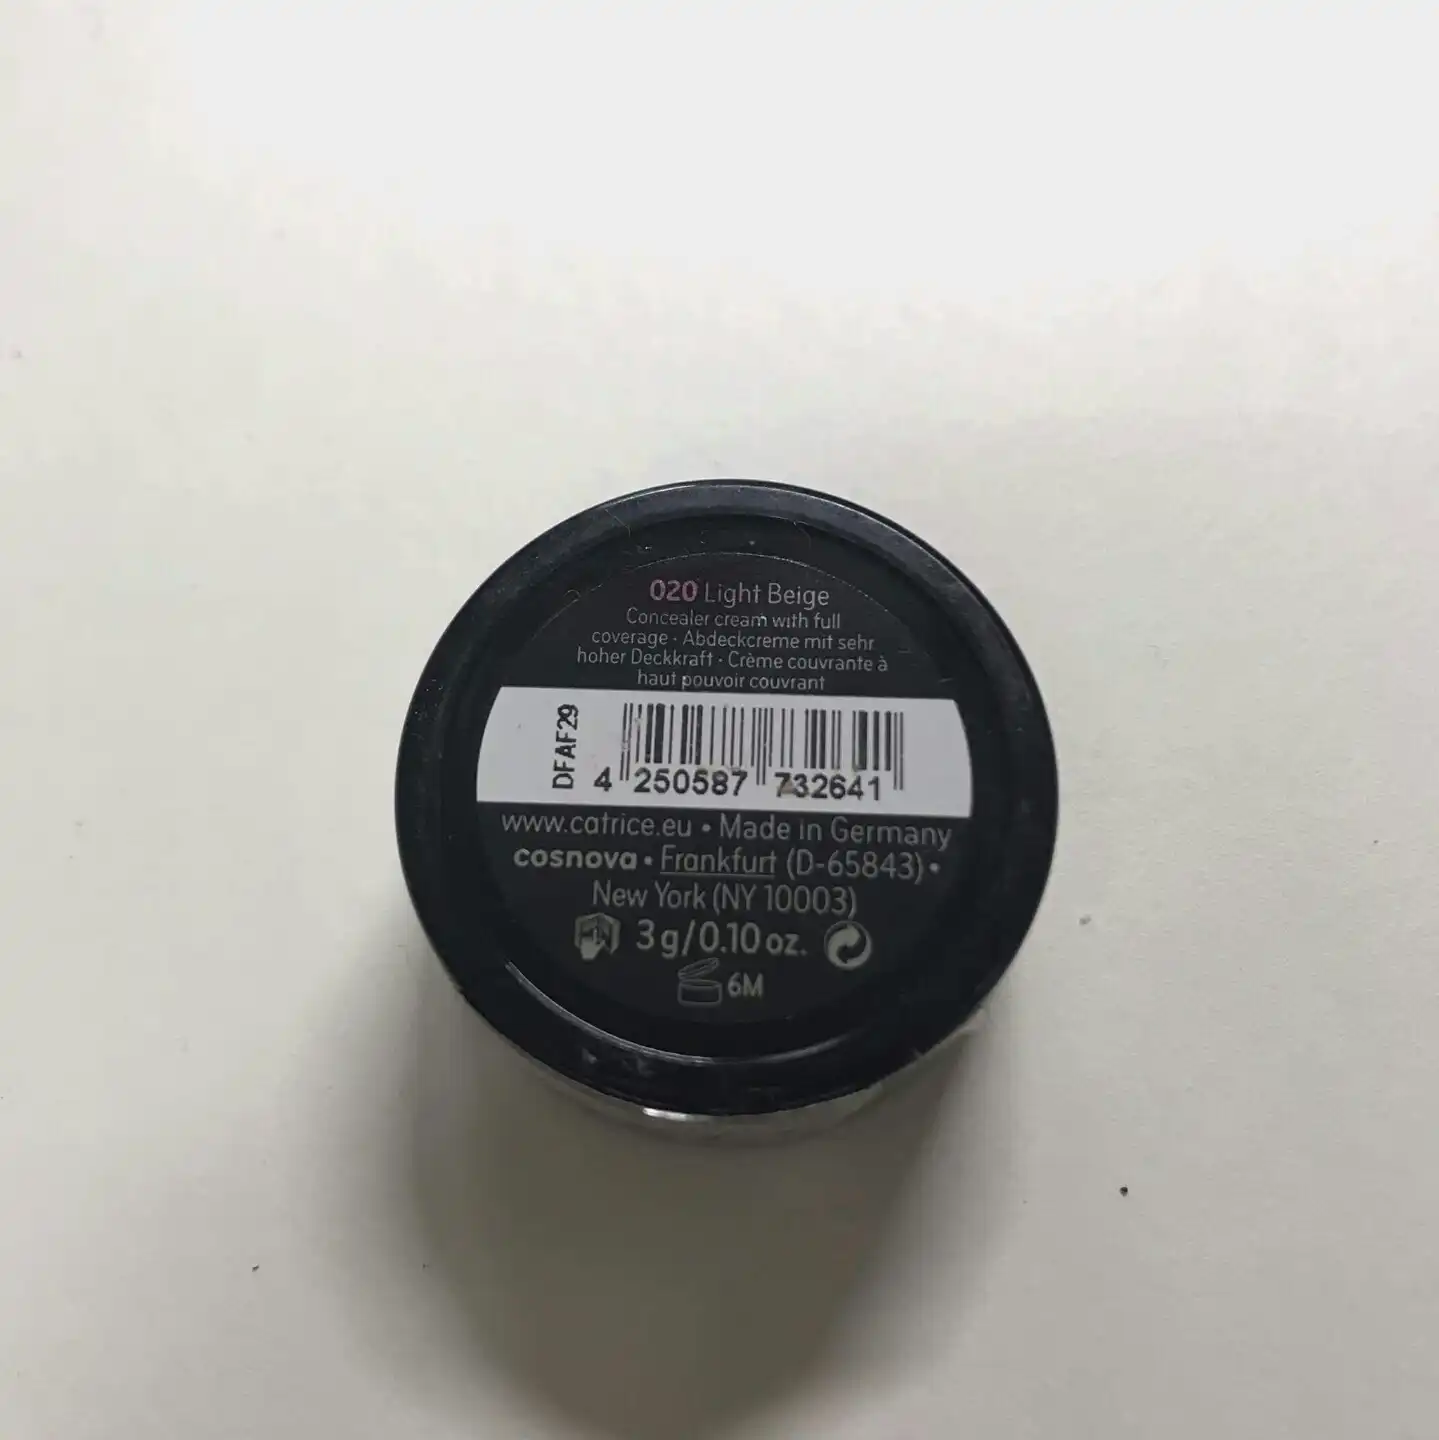 020 Light Beige
Concealer cream with full
coverage · Abdeckcreme mit sehr
hoher Deckkraft · Crème couvrante à
haut pouvoir couvrant
DFAF29
4 250587 732641
www.catrice.eu • Made in Germany
cosnova • Frankfurt (D-65843) •
New York (NY 10003)
3 g/0.10 oz.
6M